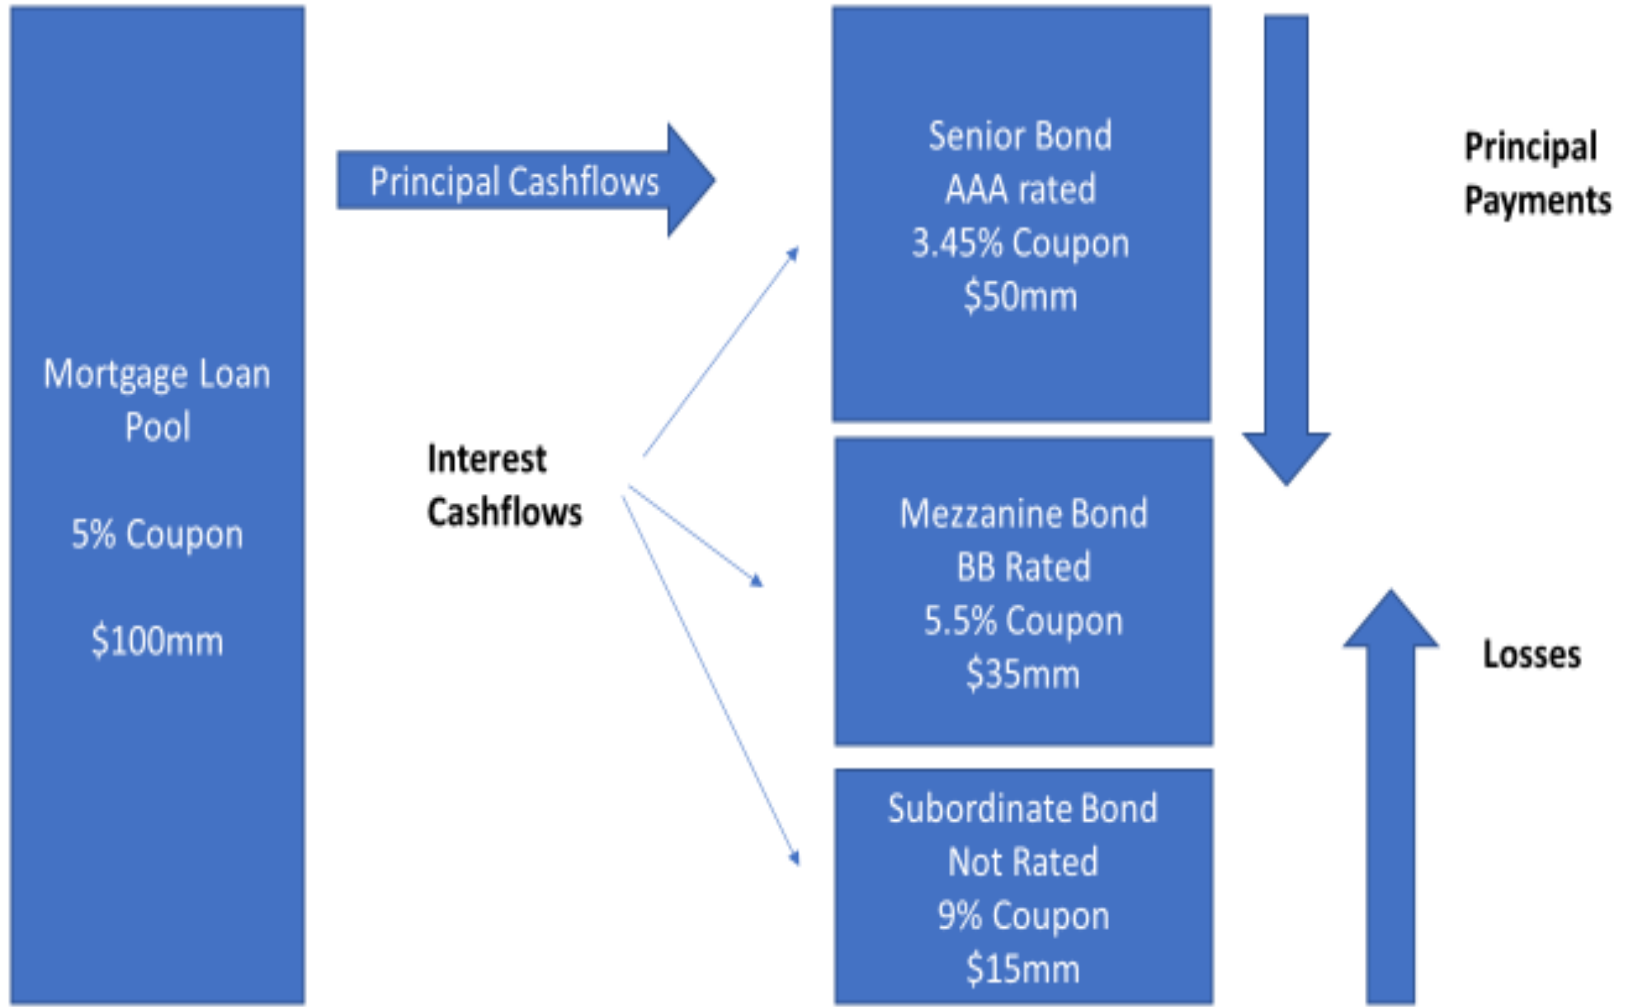 Mortgage Loan
Pool
5% Coupon
$100mm
Principal Cashflows
Interest
Cashflows
Senior Bond
AAA rated
3.45% Coupon
$50mm
Mezzanine Bond
BB Rated
5.5% Coupon
$35mm
Subordinate Bond
Not Rated
9% Coupon
$15mm
Principal
Payments
Losses